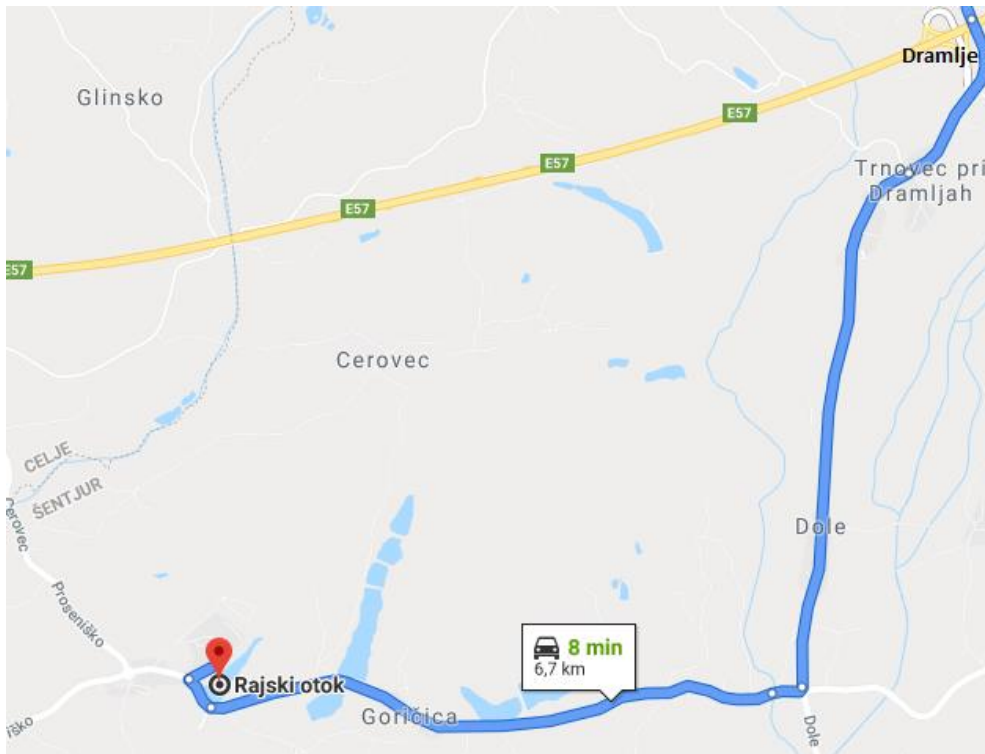 Dramlje
Glinsko
E57
E57
Trnovec pri
Dramljah
E57
E57
Cerovec
CELJE
ŠENTJUR
Cerovec
Dole
Proseniško
8 min
6,7 km
Rajski otok
Goričica
Dole